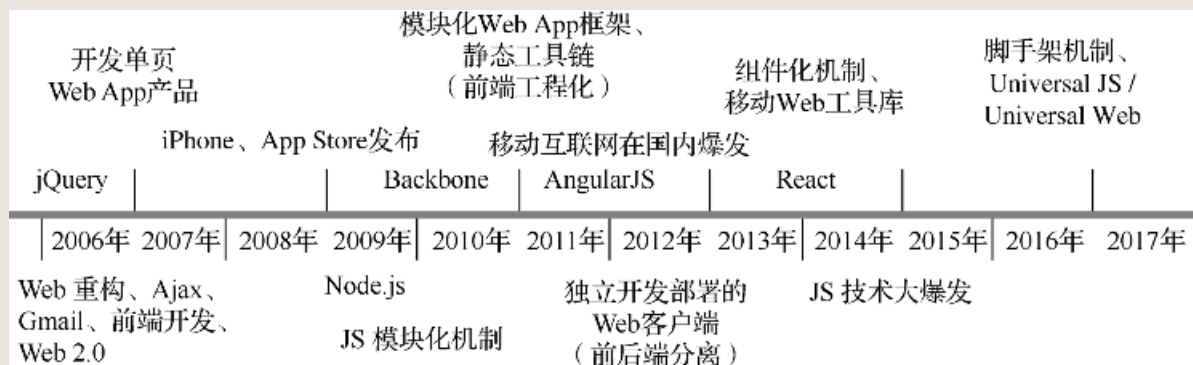 开发单页
Web App产品
模块化Web App框架、
静态工具链
（前端工程化）
组件化机制、
移动Web工具库
脚手架机制、
Universal JS /
Universal Web
iPhone、App Store发布
移动互联网在国内爆发
jQuery
Backbone
AngularJS
React
2006年 2007年 2008年 2009年 2010年 2011年 2012年 2013年 2014年 2015年 2016年 2017年
Web 重构、Ajax、
Gmail、前端开发、
Web 2.0
Node.js
JS 模块化机制
独立开发部署的
Web客户端
（前后端分离）
JS 技术大爆发